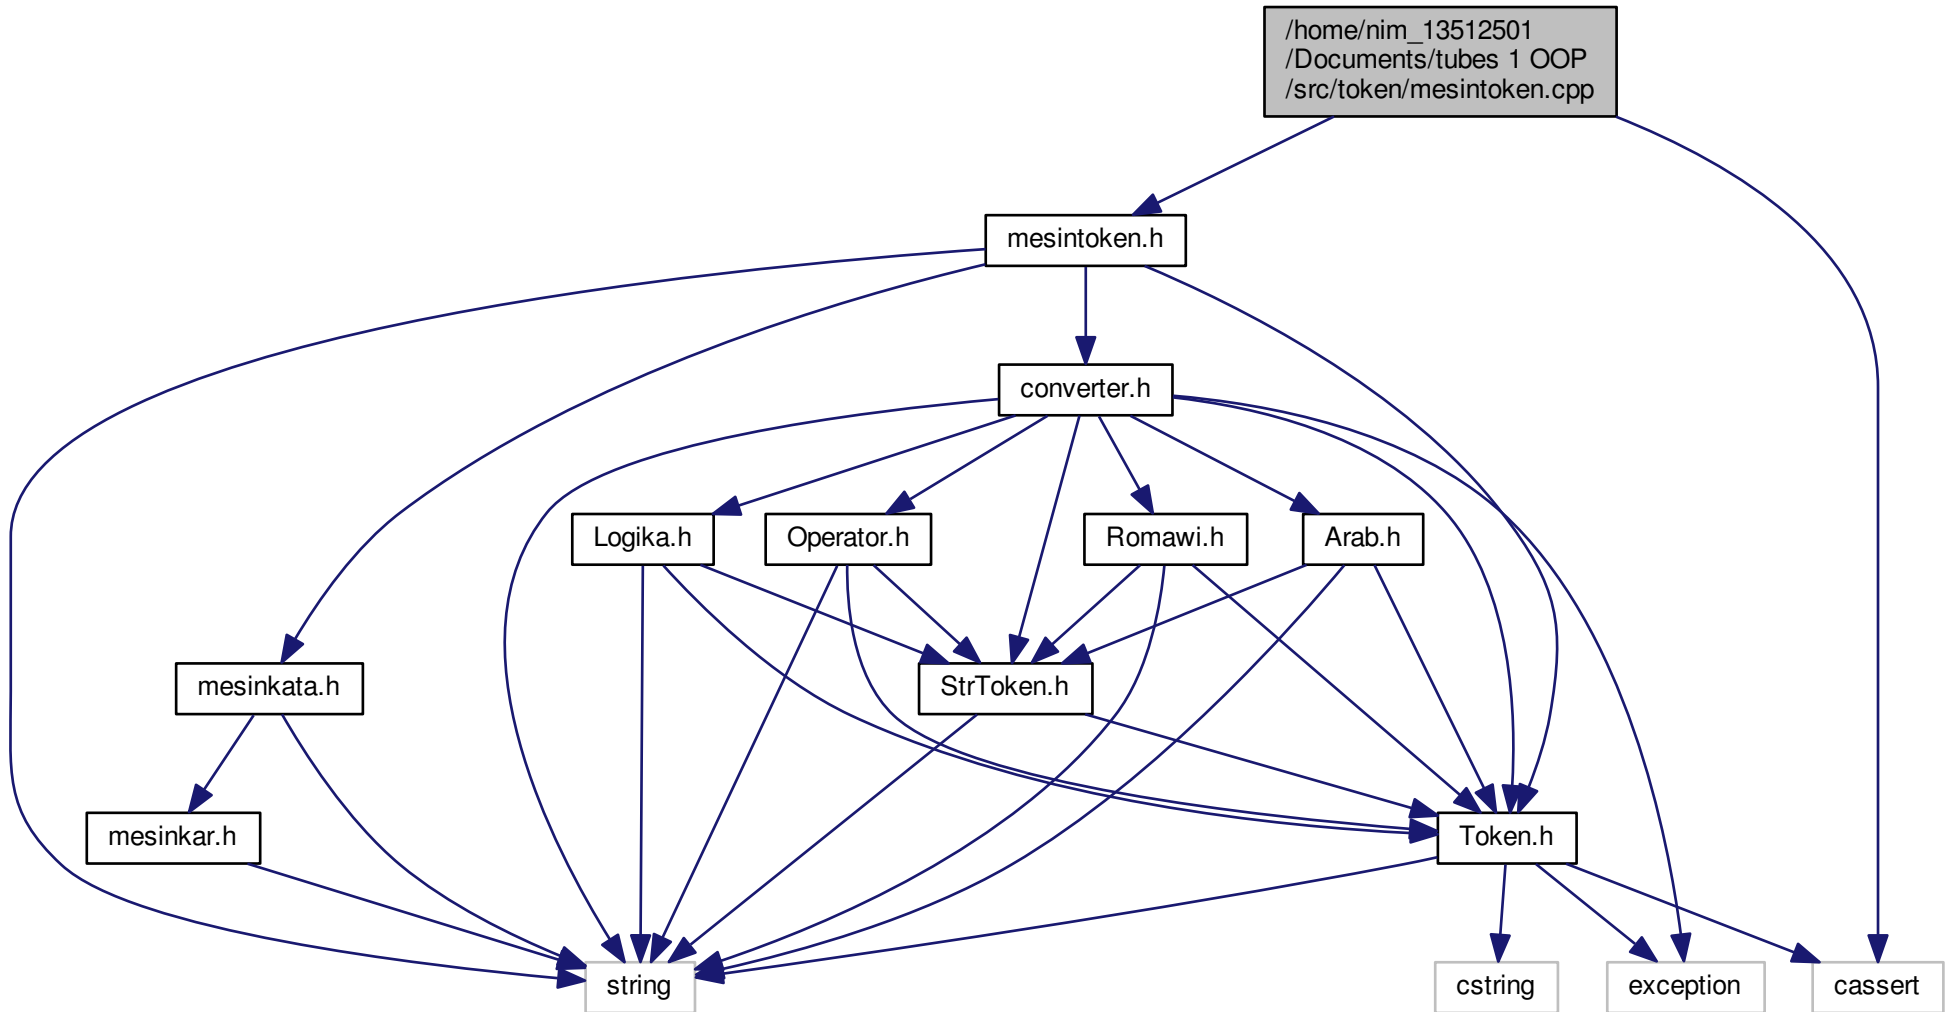 /home/nim_13512501
/Documents/tubes 1 OOP
/src/token/mesintoken.cpp
mesintoken.h
converter.h
Logika.h
Operator.h
Romawi.h
Arab.h
mesinkata.h
StrToken.h
mesinkar.h
Token.h
string
cstring
exception
cassert